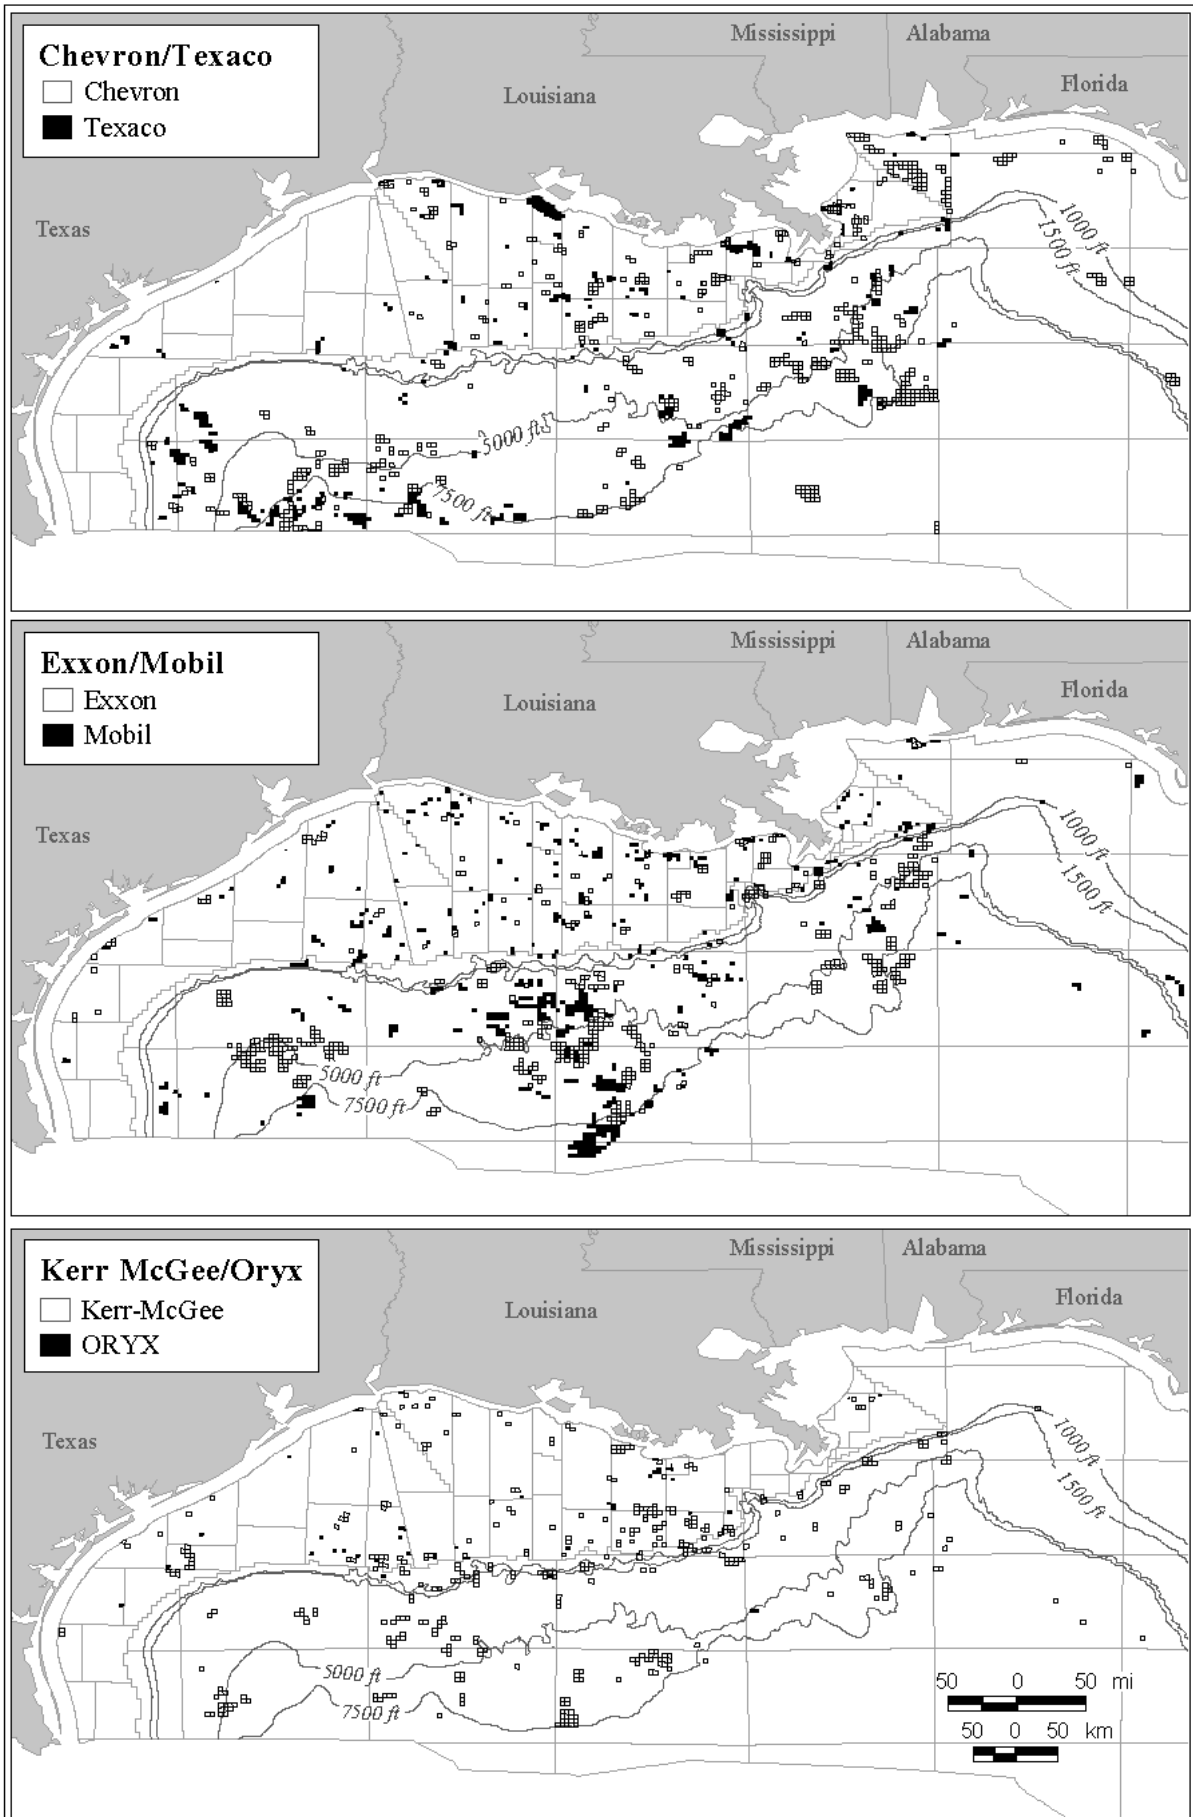 Chevron/Texaco
Chevron
Texaco
Mississippi
Alabama
Louisiana
Florida
Texas
1000 ft
1500 ft
5000 ft
7500 ft
Exxon/Mobil
Exxon
Mobil
Mississippi
Alabama
Louisiana
Florida
Texas
1000 ft
1500 ft
5000 ft
7500 ft
Kerr McGee/Oryx
Kerr-McGee
ORYX
Mississippi
Alabama
Louisiana
Florida
Texas
1000 ft
1500 ft
5000 ft
7500 ft
50 0 50 mi
50 0 50 km